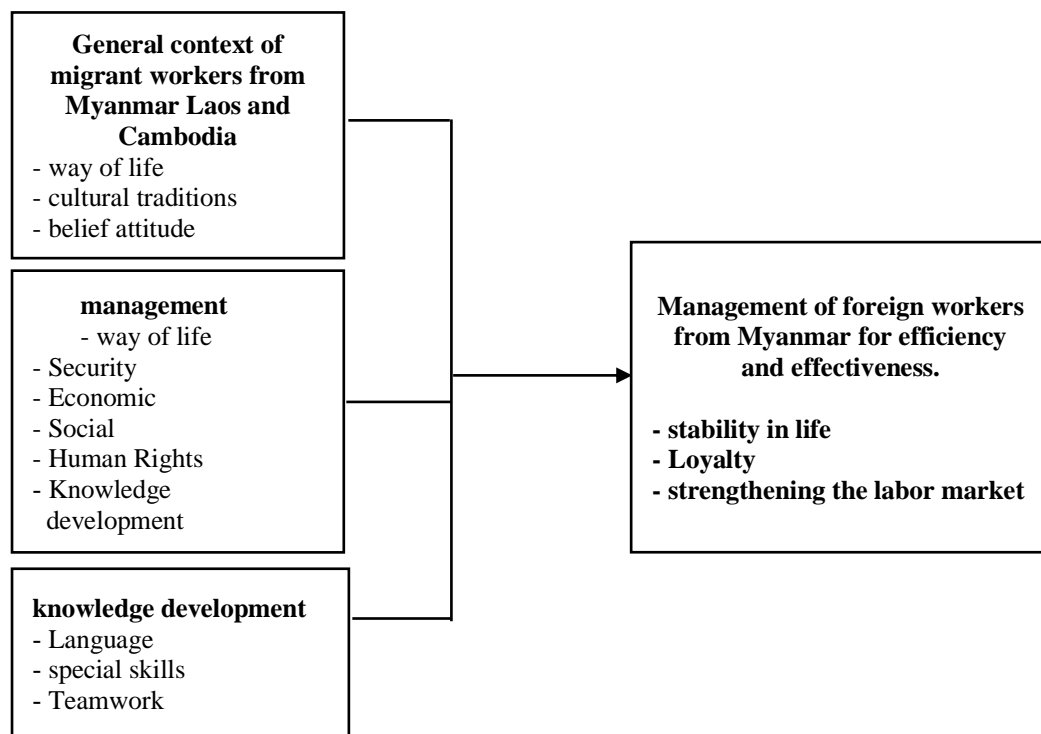 General context of
migrant workers from
Myanmar Laos and
Cambodia
- way of life
- cultural traditions
- belief attitude
management
- way of life
- Security
- Economic
- Social
- Human Rights
- Knowledge
development
knowledge development
- Language
- special skills
- Teamwork
Management of foreign workers
from Myanmar for efficiency
and effectiveness.
- stability in life
- Loyalty
- strengthening the labor market